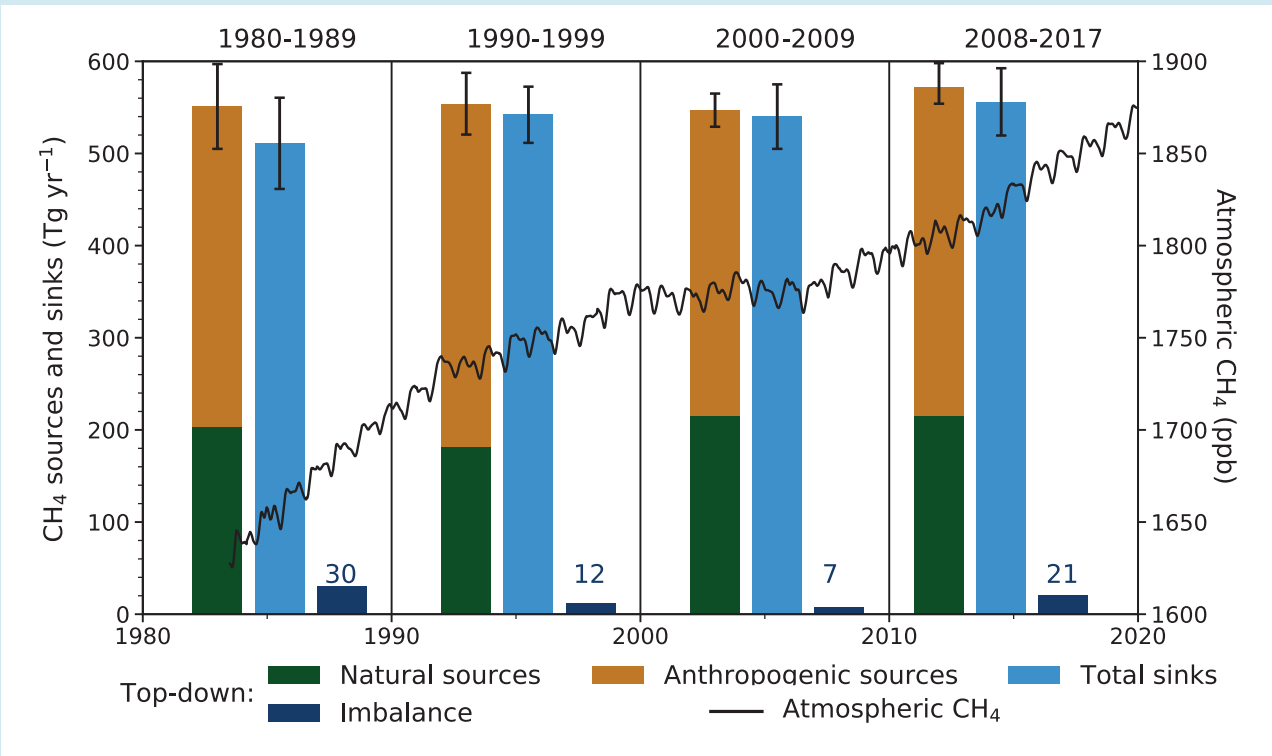 1980-1989 1990-1999 2000-2009 2008-2017
600 1900
500 1850
400 1800
300 1750
200 1700
100 1650
0 1600
CH₄ sources and sinks (Tg yr⁻¹)
Atmospheric CH₄ (ppb)
30 12 7 21
1980 1990 2000 2010 2020
Top-down:
Natural sources Anthropogenic sources Total sinks
Imbalance Atmospheric CH₄